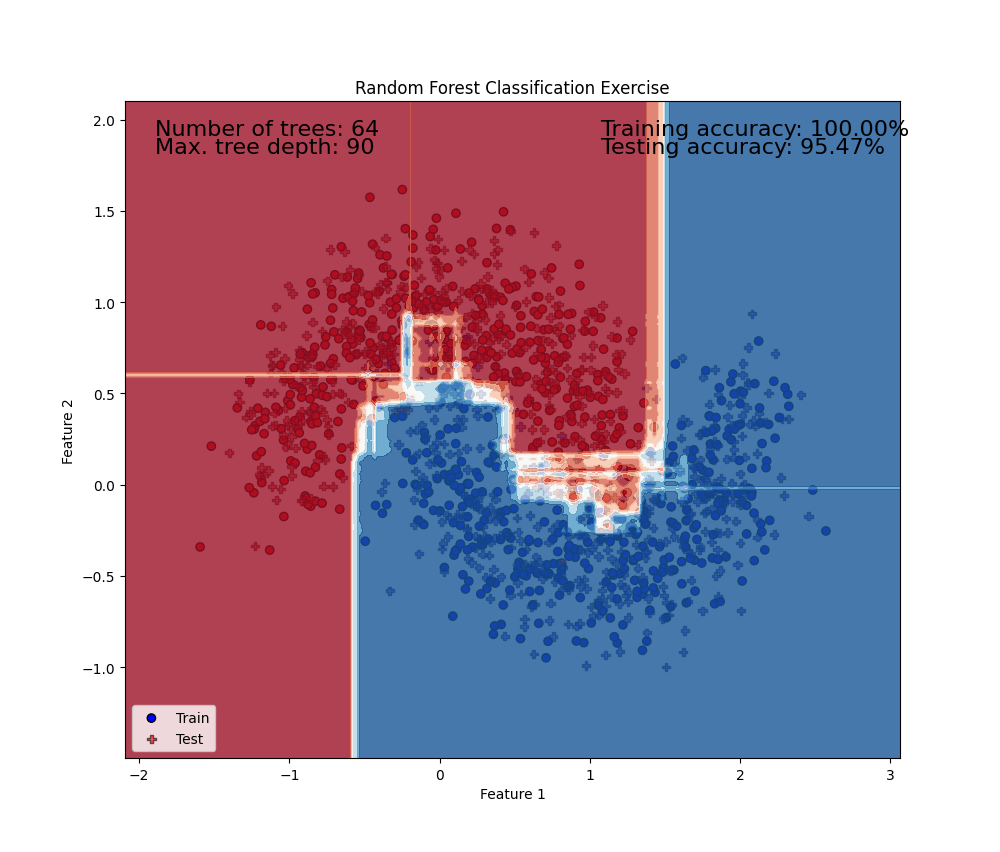 Random Forest Classification Exercise
Number of trees: 64
Max. tree depth: 90
Training accuracy: 100.00%
Testing accuracy: 95.47%
2.0
1.5
1.0
0.5
0.0
−0.5
−1.0
Feature 2
Train
Test
−2
−1
0
1
2
3
Feature 1